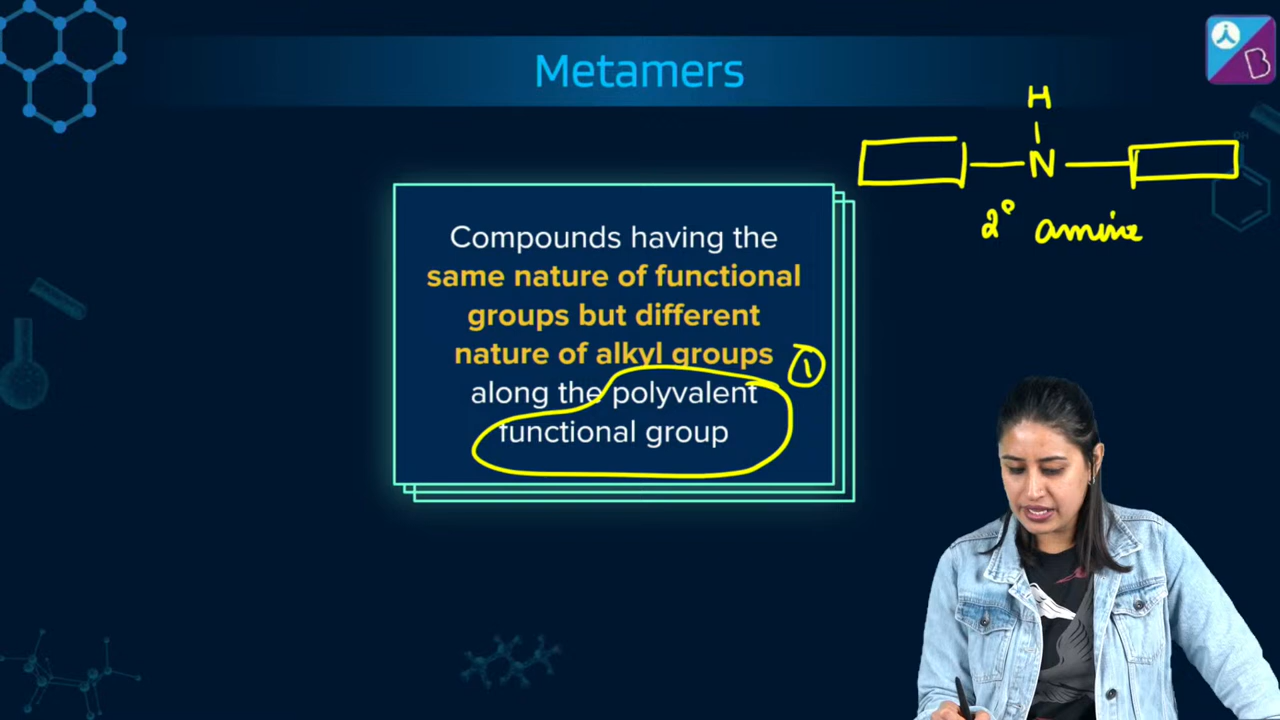 Metamers
B
H
N
2° amine
OH
Compounds having the
same nature of functional
groups but different
nature of alkyl groups
1
along the polyvalent
functional group